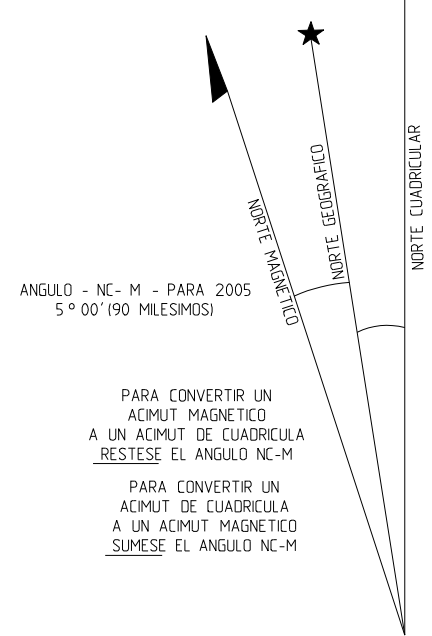 NORTE CUADRICULAR
NORTE GEOGRAFICO
NORTE MAGNETICO
ANGULO - NC- M - PARA 2005
5 º 00' (90 MILESIMOS)
PARA CONVERTIR UN
ACIMUT MAGNETICO
A UN ACIMUT DE CUADRICULA
RESTESE EL ANGULO NC-M
PARA CONVERTIR UN
ACIMUT DE CUADRICULA
A UN ACIMUT MAGNETICO
SUMESE EL ANGULO NC-M